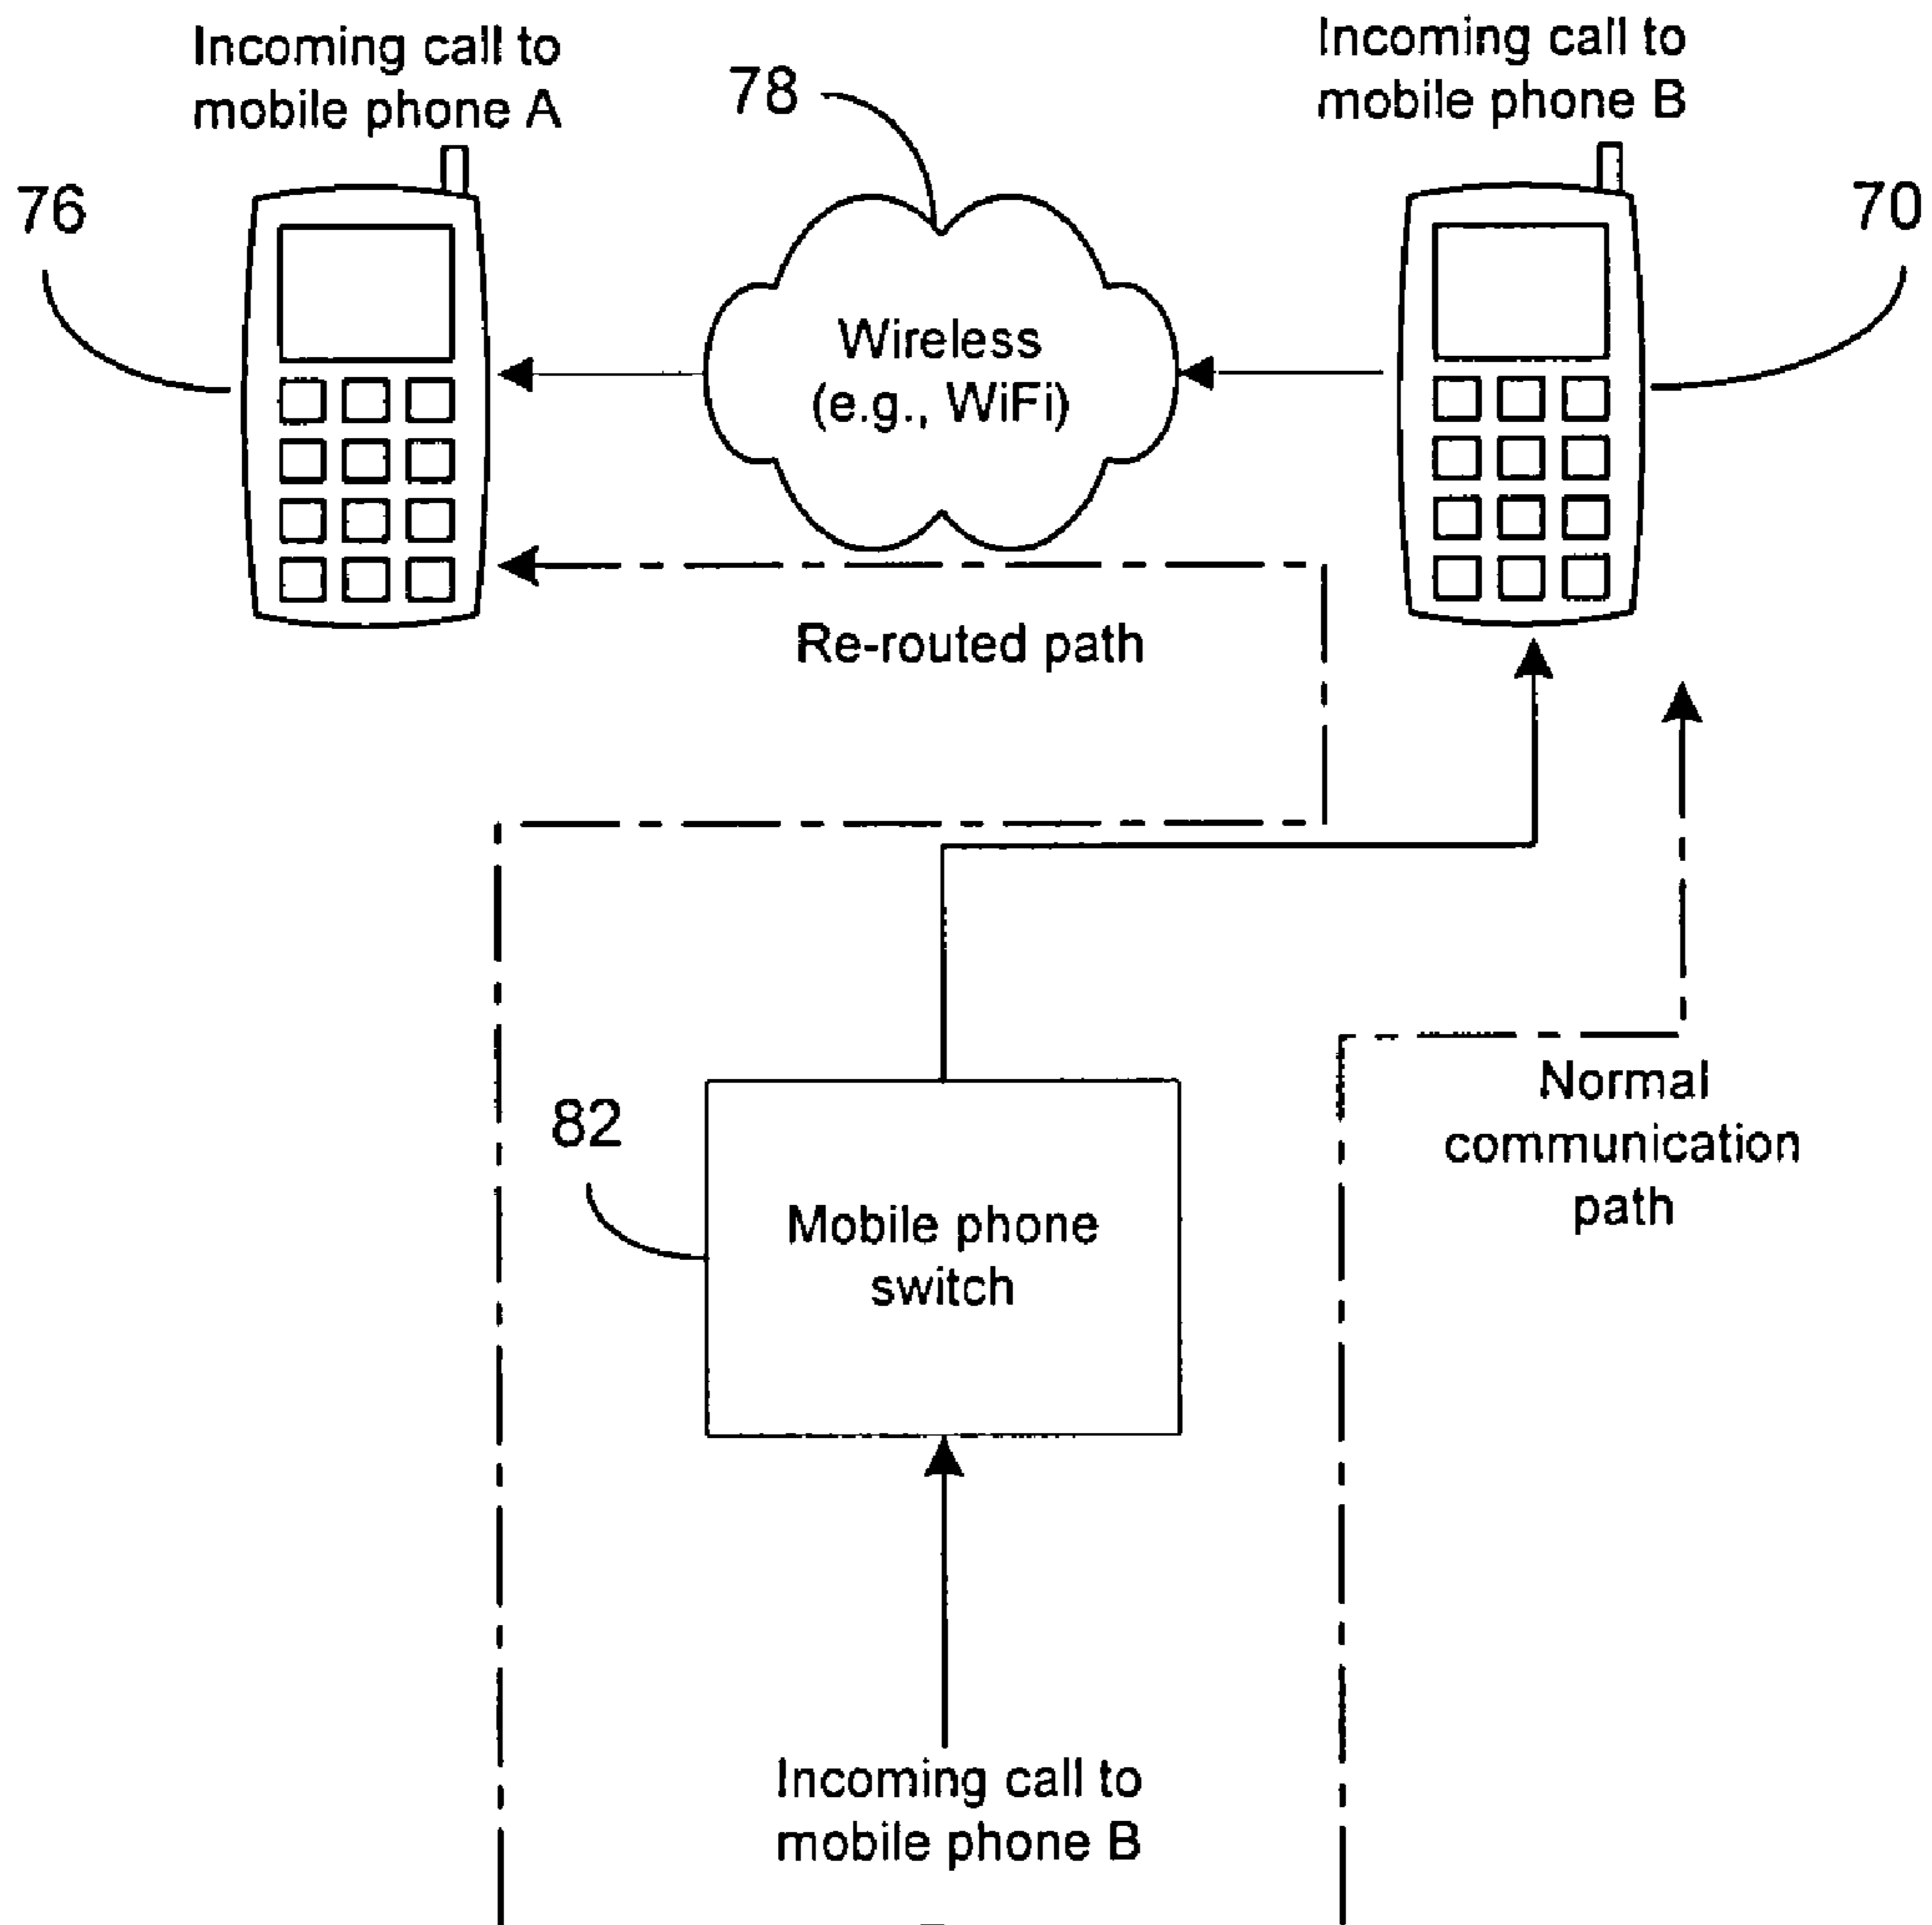 Incoming call to
mobile phone A
Incoming call to
mobile phone B
78
76
70
Wireless
(e.g., WiFi)
Re-routed path
Normal
communication
path
82
Mobile phone
switch
Incoming call to
mobile phone B